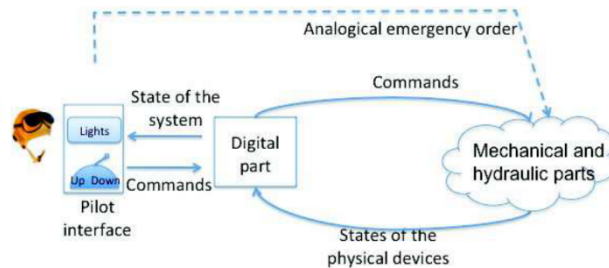 Analogical emergency order
Commands
State of the
system
Lights
Digital
part
Mechanical and
hydraulic parts
Up Down
Commands
Pilot
interface
States of the
physical devices